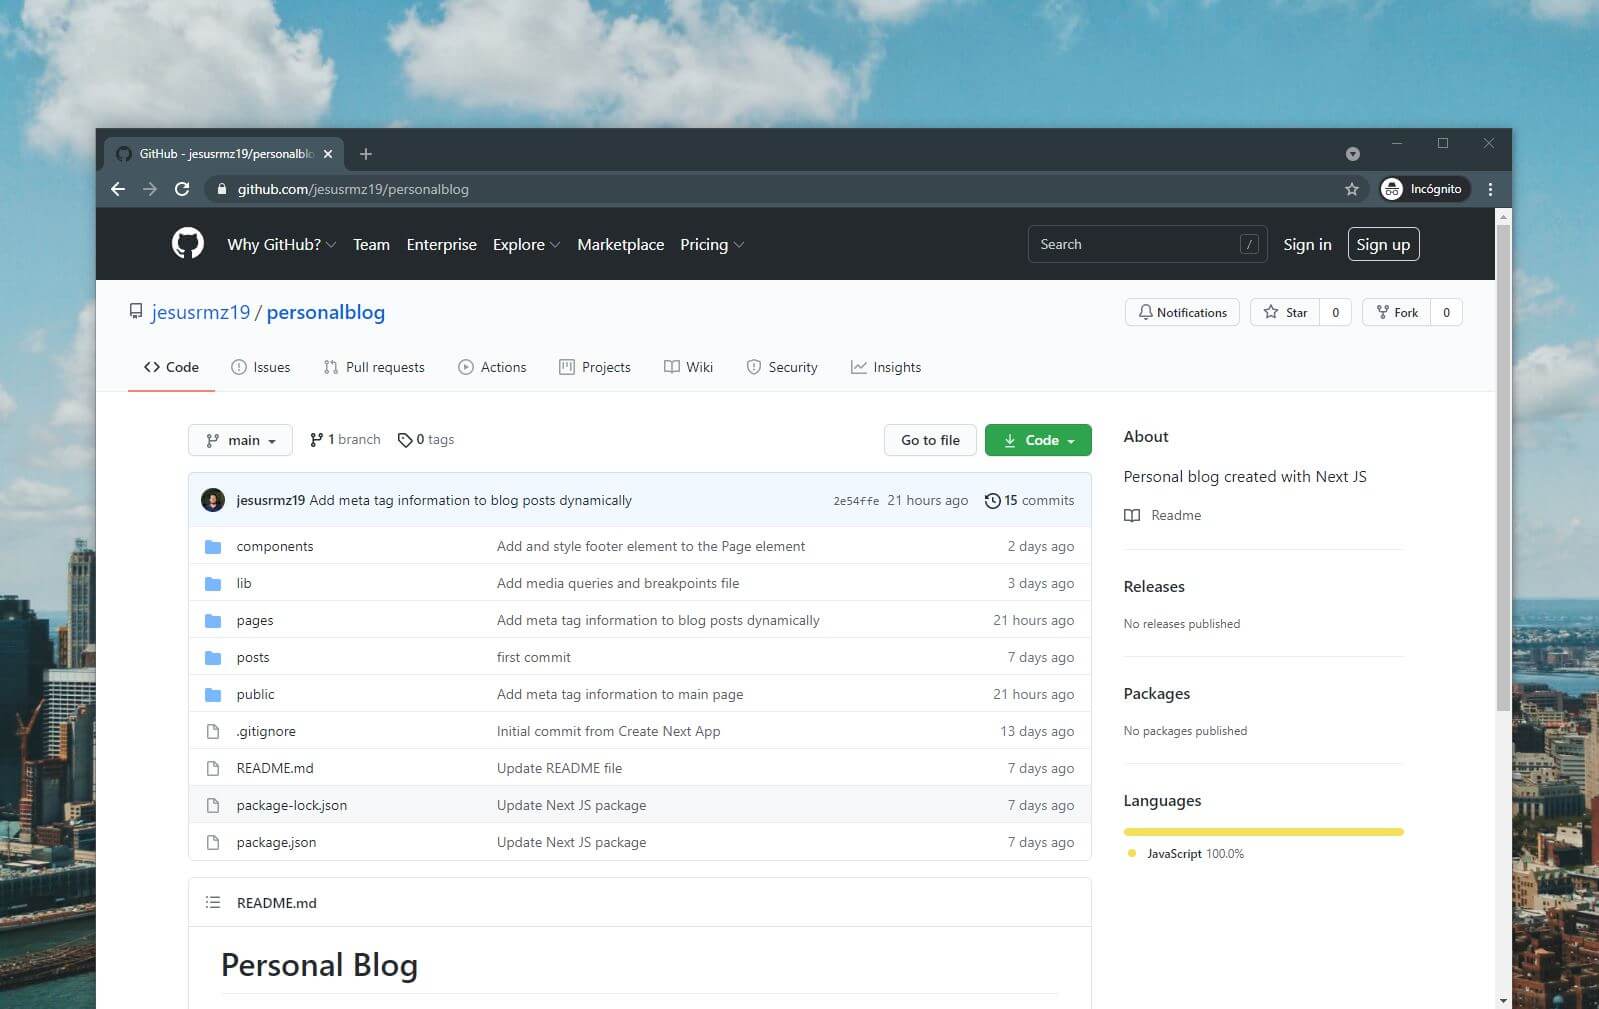 GitHub - jesusrmz19/personalblo
github.com/jesusrmz19/personalblog
Incógnito
Why GitHub? Team Enterprise Explore Marketplace Pricing
Search /
Sign in Sign up
jesusrmz19 / personalblog
Notifications Star 0 Fork 0
Code Issues Pull requests Actions Projects Wiki Security Insights
main 1 branch 0 tags
Go to file Code
jesusrmz19 Add meta tag information to blog posts dynamically 2e54ffe 21 hours ago 15 commits
components Add and style footer element to the Page element 2 days ago
lib Add media queries and breakpoints file 3 days ago
pages Add meta tag information to blog posts dynamically 21 hours ago
posts first commit 7 days ago
public Add meta tag information to main page 21 hours ago
.gitignore Initial commit from Create Next App 13 days ago
README.md Update README file 7 days ago
package-lock.json Update Next JS package 7 days ago
package.json Update Next JS package 7 days ago
README.md
Personal Blog
About
Personal blog created with Next JS
Readme
Releases
No releases published
Packages
No packages published
Languages
JavaScript 100.0%